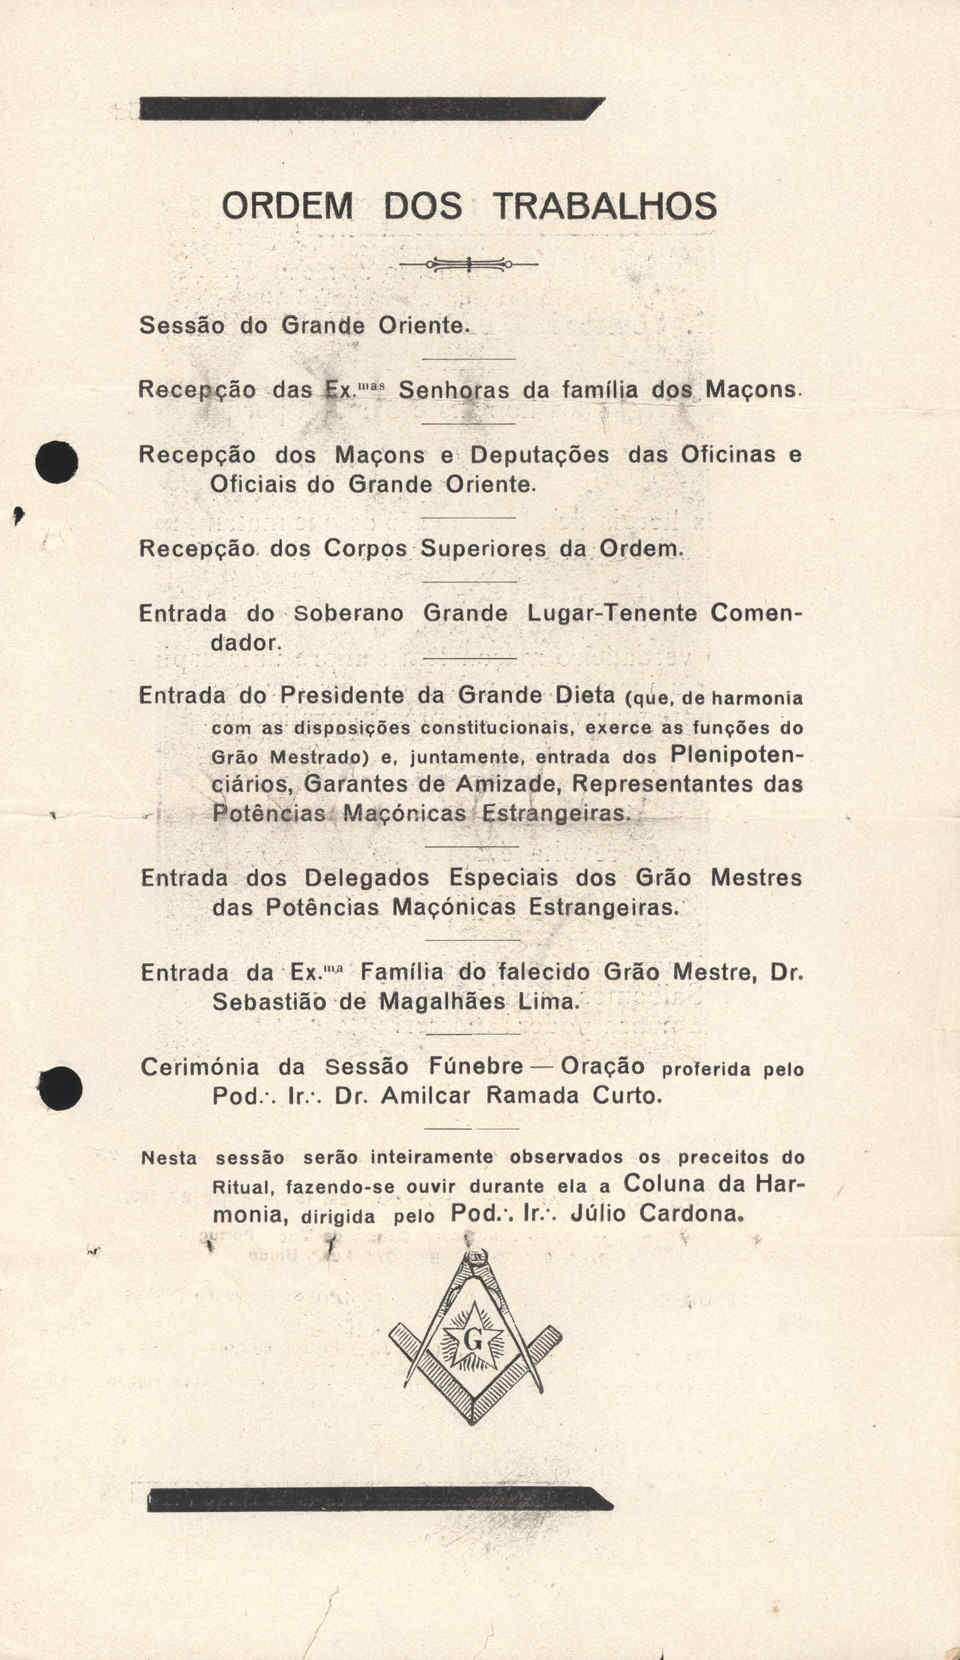 ORDEM DOS TRABALHOS
Sessão do Grande Oriente.
Recepção das Ex.mas Senhoras da família dos Maçons.
Recepção dos Maçons e Deputações das Oficinas e
Oficiais do Grande Oriente.
Recepção dos Corpos Superiores da Ordem.
Entrada do Soberano Grande Lugar-Tenente Comen-
dador.
Entrada do Presidente da Grande Dieta (que, de harmonia
com as disposições constitucionais, exerce as funções do
Grão Mestrado) e, juntamente, entrada dos Plenipoten-
ciários, Garantes de Amizade, Representantes das
Potências Maçónicas Estrangeiras.
Entrada dos Delegados Especiais dos Grão Mestres
das Potências Maçónicas Estrangeiras.
Entrada da Ex.ma Família do falecido Grão Mestre, Dr.
Sebastião de Magalhães Lima.
Cerimónia da Sessão Fúnebre — Oração proferida pelo
Pod.·. Ir.·. Dr. Amilcar Ramada Curto.
Nesta sessão serão inteiramente observados os preceitos do
Ritual, fazendo-se ouvir durante ela a Coluna da Har-
monia, dirigida pelo Pod.·. Ir.·. Júlio Cardona.
G